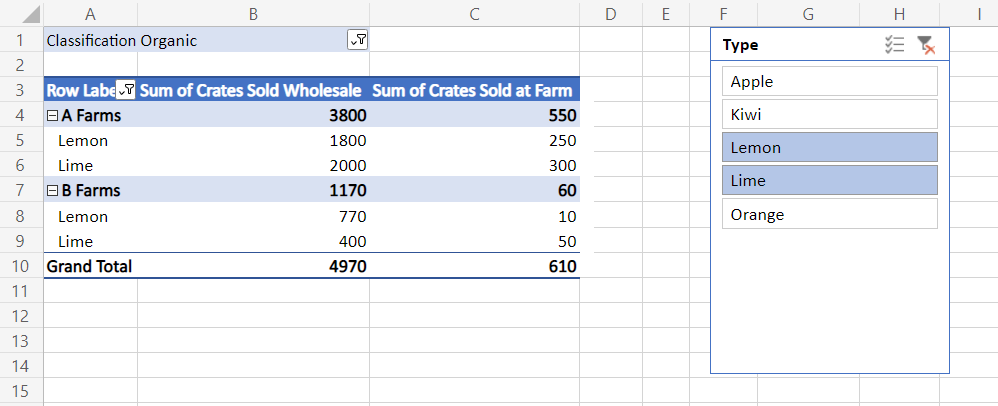 A B C D E F G H I
1 Classification Organic
2
3 Row Labe Sum of Crates Sold Wholesale Sum of Crates Sold at Farm
4 A Farms 3800 550
5 Lemon 1800 250
6 Lime 2000 300
7 B Farms 1170 60
8 Lemon 770 10
9 Lime 400 50
10 Grand Total 4970 610
11
12
13
14
15
Type
Apple
Kiwi
Lemon
Lime
Orange